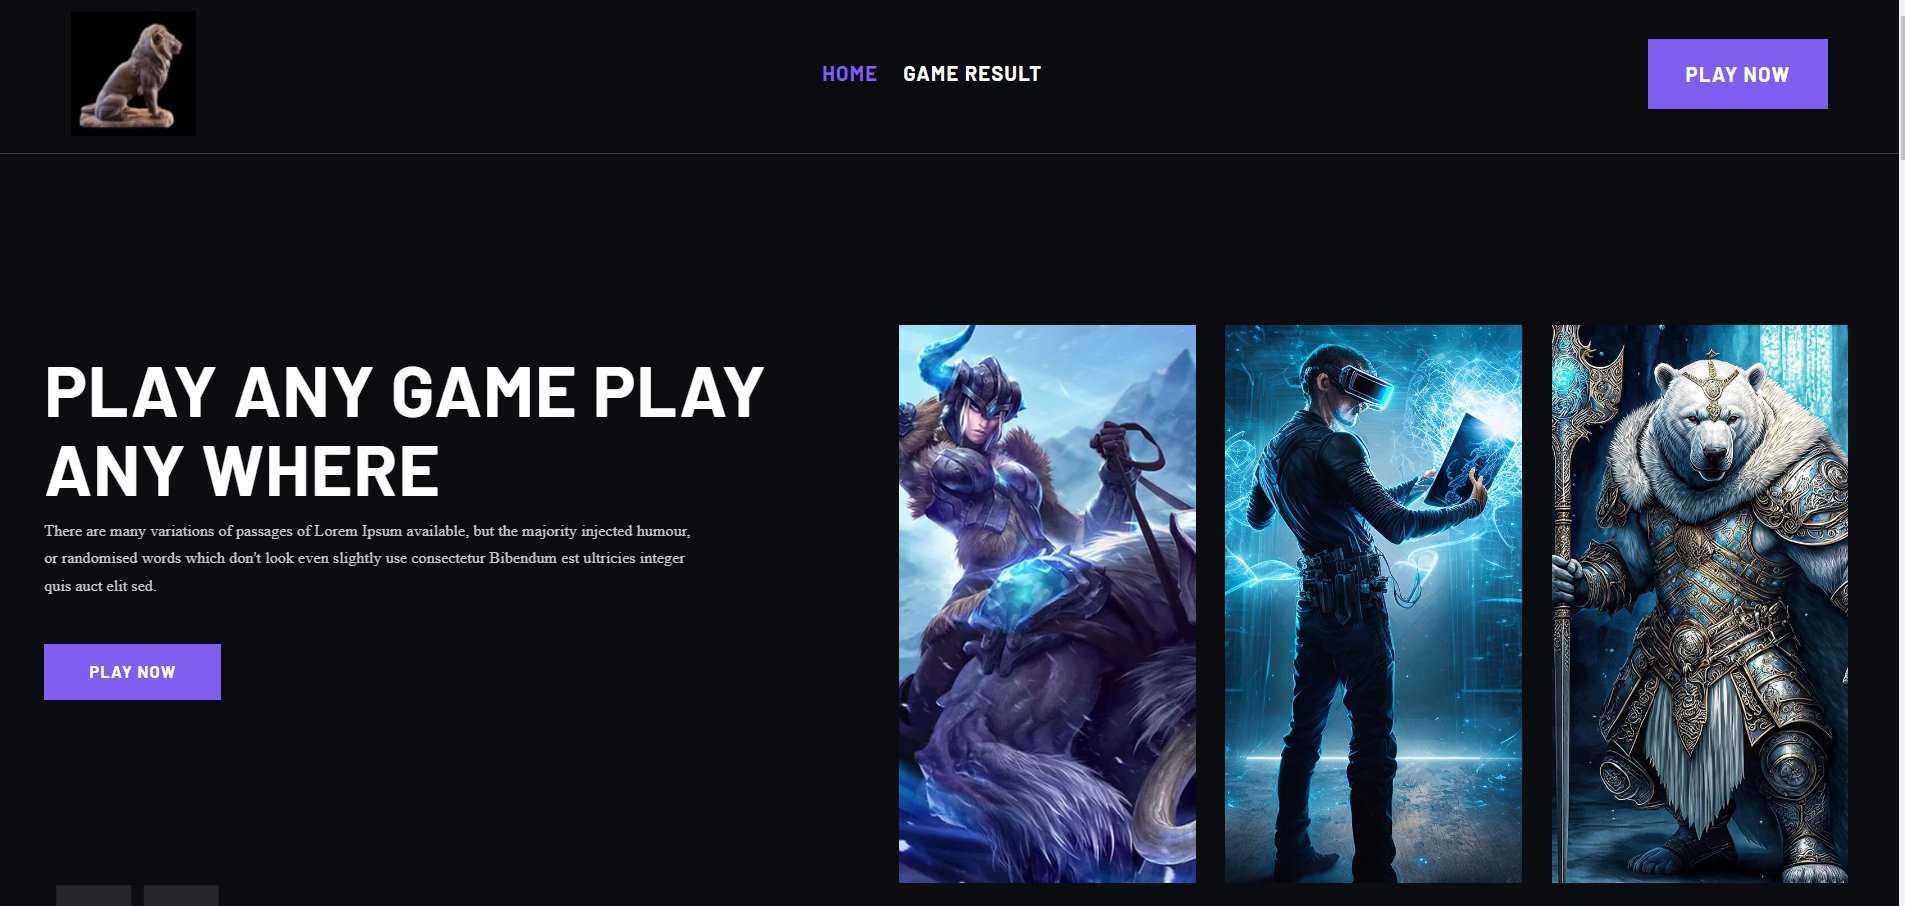 HOME GAME RESULT
PLAY NOW
PLAY ANY GAME PLAY
ANY WHERE
There are many variations of passages of Lorem Ipsum available, but the majority injected humour,
or randomised words which don't look even slightly use consectetur Bibendum est ultricies integer
quis auct elit sed.
PLAY NOW